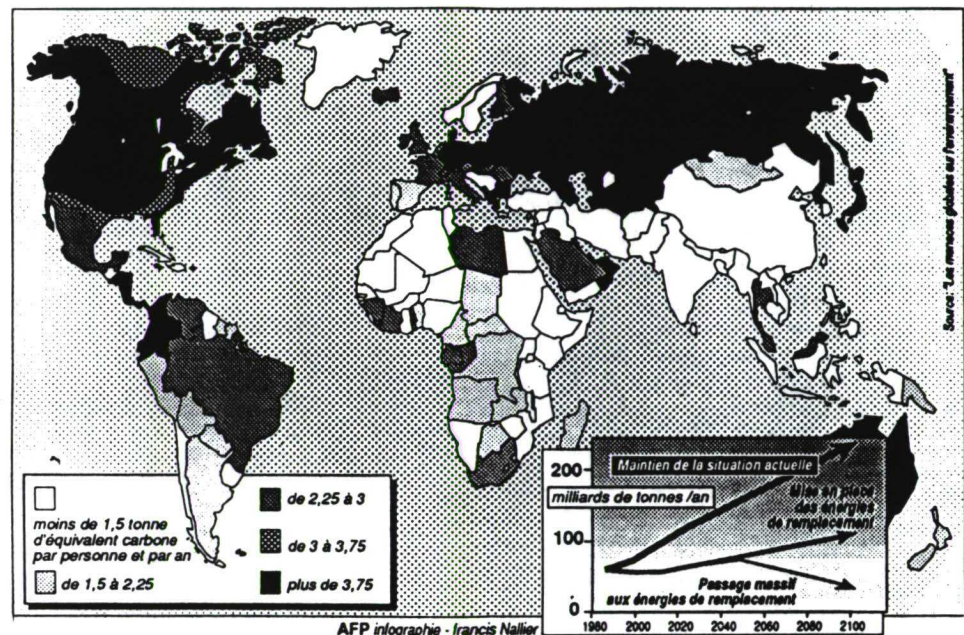 Source: "Les menaces globales sur l'environnement"
moins de 1,5 tonne
d'équivalent carbone
par personne et par an
de 1,5 à 2,25
de 2,25 à 3
de 3 à 3,75
plus de 3,75
200
100
0
Maintien de la situation actuelle
milliards de tonnes /an
Mise en place
des énergies
de remplacement
Passage massif
aux énergies de remplacement
1980 2000 2020 2040 2060 2080 2100
AFP infographie - francis Nallier